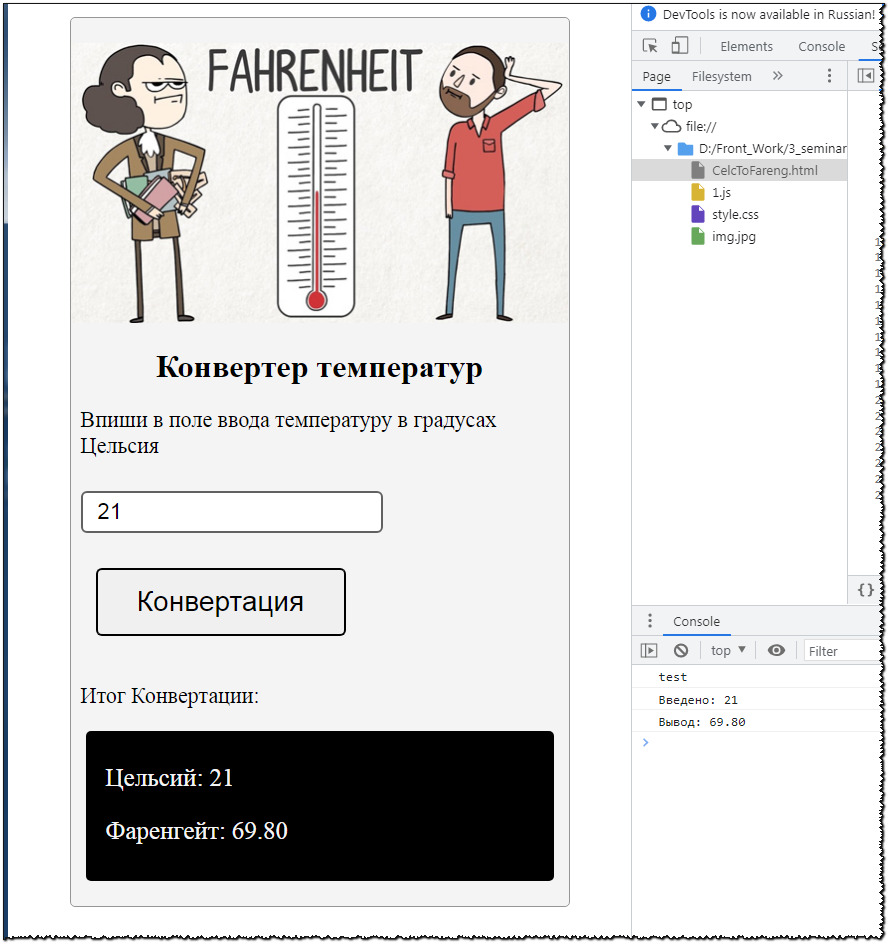 FAHRENHEIT
Конвертер температур
Впиши в поле ввода температуру в градусах
Цельсия
21
Конвертация
Итог Конвертации:
Цельсий: 21
Фаренгейт: 69.80
DevTools is now available in Russian!
Elements Console
Page Filesystem »
top
file://
D:/Front_Work/3_seminar
CelcToFareng.html
1.js
style.css
img.jpg
{}
Console
top Filter
test
Введено: 21
Вывод: 69.80